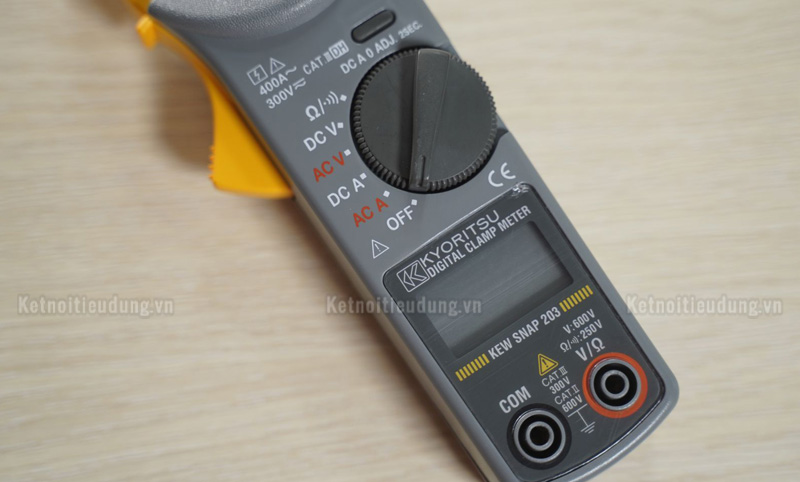 DC A 0 ADJ. 2SEC.
CAT. III DH
400A~
300V⎓
Ω/·)))
DC V
AC V
DC A
AC A
OFF
CE
KYORITSU
DIGITAL CLAMP METER
KEW SNAP 203
V:600V
Ω/·)):250V
V/Ω
COM
CAT.III
300V
CAT.II
600V
Ketnoitieudung.vn
Ketnoitieudung.vn
Ketnoitieudung.vn